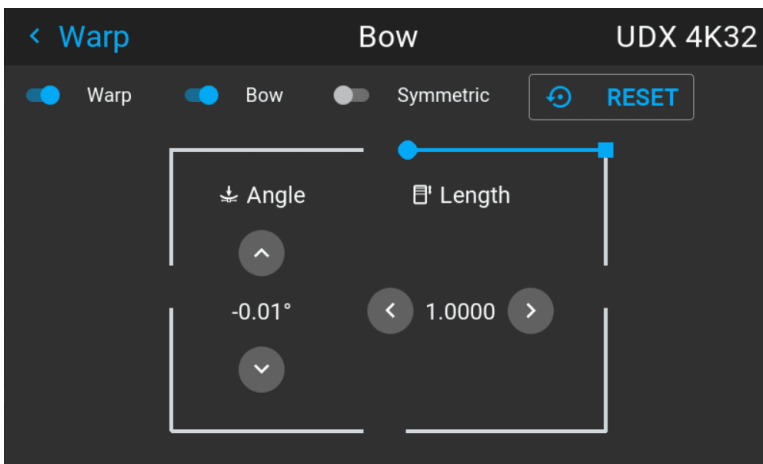 Warp Bow UDX 4K32
Warp Bow Symmetric RESET
Angle Length
-0.01° 1.0000